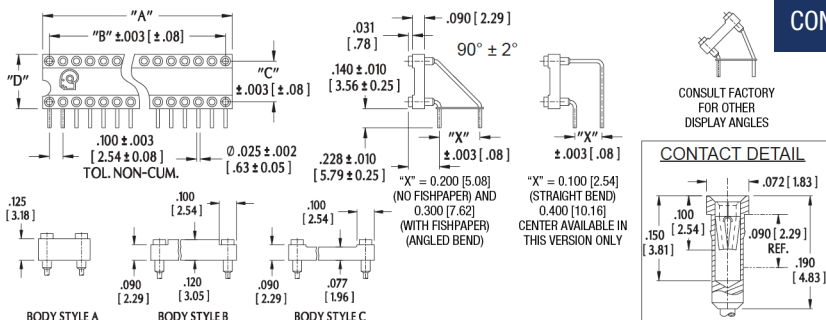 "A"
"B" ±.003 [ ±.08]
"D"
"C"
±.003 [ ±.08]
.100 ±.003
[ 2.54 ± 0.08 ]
TOL. NON-CUM.
Ø .025 ±.002
[ .63 ± 0.05 ]
.031
[ .78 ]
.090 [ 2.29 ]
90° ± 2°
.140 ±.010
[ 3.56 ± 0.25 ]
.228 ±.010
[ 5.79 ± 0.25 ]
"X"
±.003 [ .08 ]
"X" = 0.200 [5.08]
(NO FISHPAPER) AND
0.300 [7.62]
(WITH FISHPAPER)
(ANGLED BEND)
"X"
±.003 [ .08 ]
"X" = 0.100 [2.54]
(STRAIGHT BEND)
0.400 [10.16]
CENTER AVAILABLE IN
THIS VERSION ONLY
CONSULT FACTORY
FOR OTHER
DISPLAY ANGLES
CONTACT DETAIL
.072 [ 1.83 ]
.100
[ 2.54 ]
.150
[ 3.81 ]
.090 [ 2.29 ]
REF.
.190
[ 4.83 ]
.125
[ 3.18 ]
BODY STYLE A
.100
[ 2.54 ]
.090
[ 2.29 ]
.120
[ 3.05 ]
BODY STYLE B
.100
[ 2.54 ]
.090
[ 2.29 ]
.077
[ 1.96 ]
BODY STYLE C